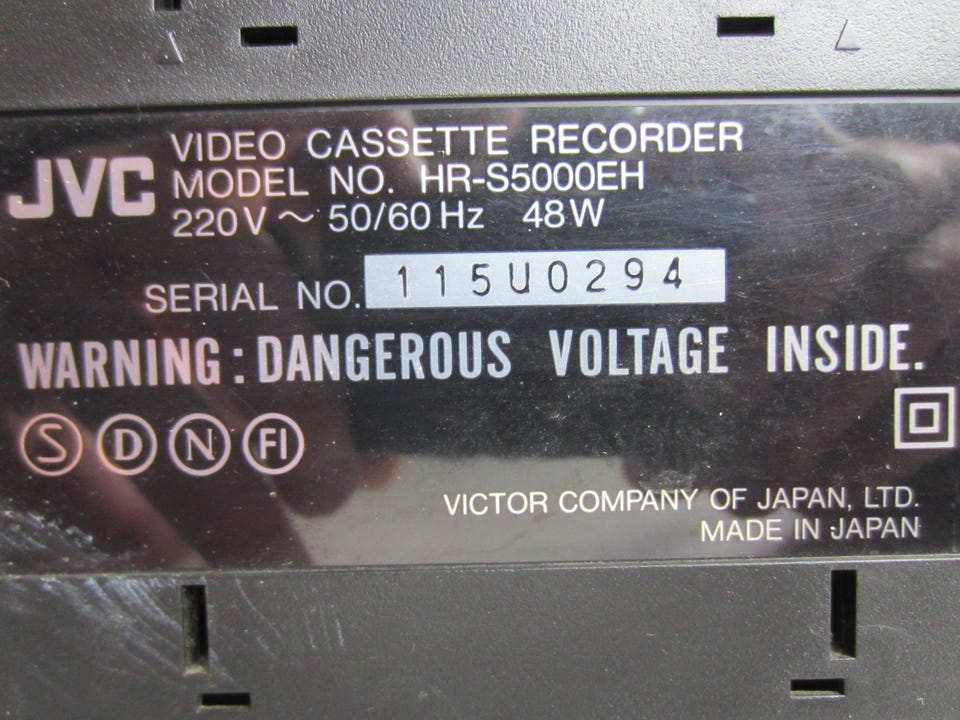 JVC
VIDEO CASSETTE RECORDER
MODEL NO. HR-S5000EH
220V ~ 50/60 Hz 48W
SERIAL NO. 115U0294
WARNING : DANGEROUS VOLTAGE INSIDE.
S D N FI
VICTOR COMPANY OF JAPAN, LTD.
MADE IN JAPAN